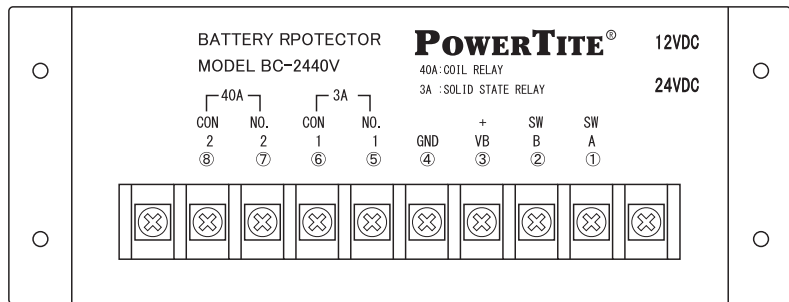 BATTERY RPOTECTOR
MODEL BC-2440V
POWERTITE®
40A:COIL RELAY
3A :SOLID STATE RELAY
12VDC
24VDC
40A 3A
CON NO. CON NO. + SW SW
2 2 1 1 GND VB B A
⑧ ⑦ ⑥ ⑤ ④ ③ ② ①